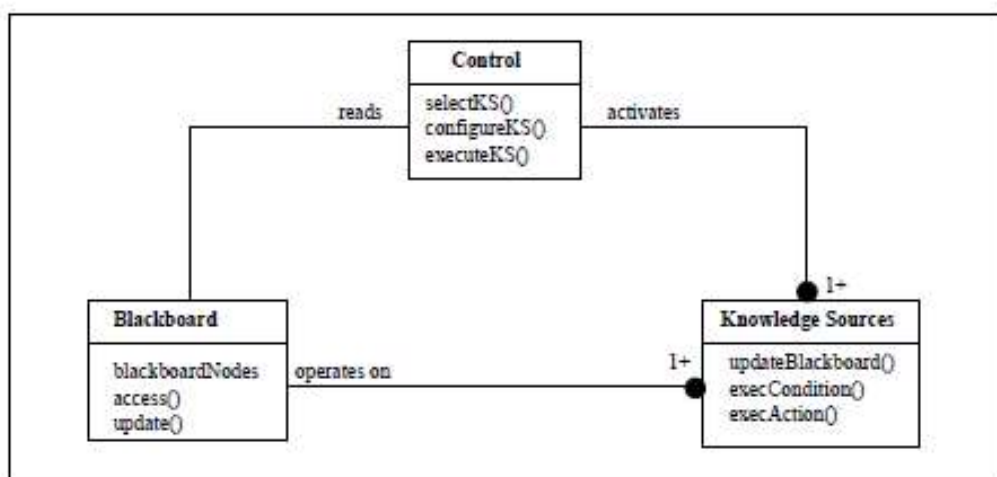 Control
selectKS()
configureKS()
executeKS()
reads
activates
1+
Blackboard
blackboardNodes
access()
update()
operates on
1+
Knowledge Sources
updateBlackboard()
execCondition()
execAction()